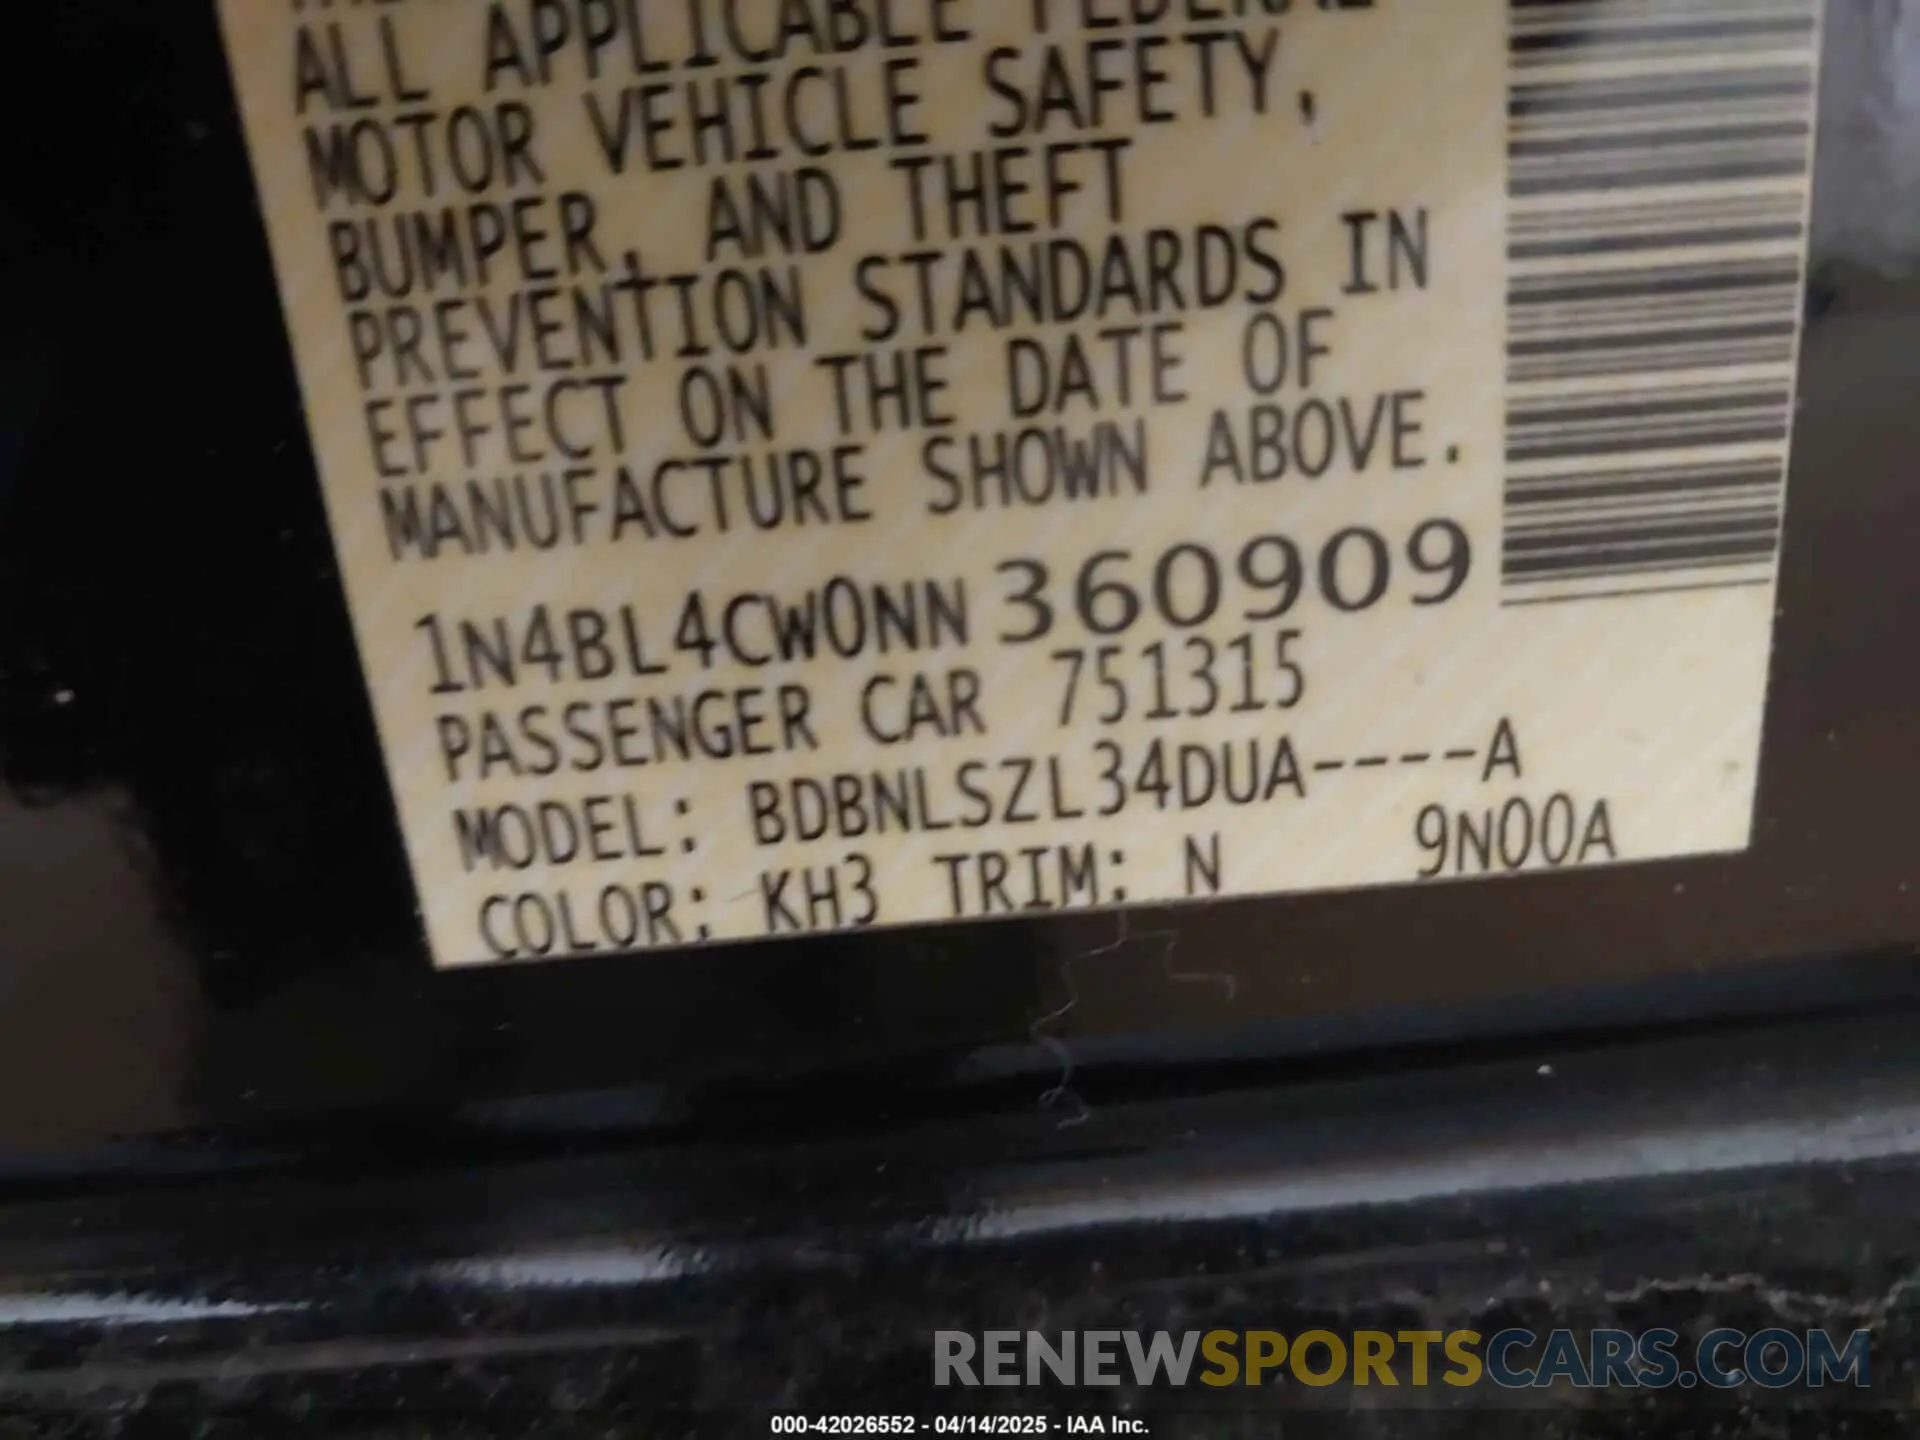 ALL APPLICABLE FEDERAL
MOTOR VEHICLE SAFETY,
BUMPER, AND THEFT
PREVENTION STANDARDS IN
EFFECT ON THE DATE OF
MANUFACTURE SHOWN ABOVE.
1N4BL4CW0NN360909
PASSENGER CAR 751315
MODEL: BDBNLSZL34DUA----A
COLOR: KH3 TRIM: N 9N00A
RENEWSPORTSCARS.COM
000-42026552 - 04/14/2025 - IAA Inc.